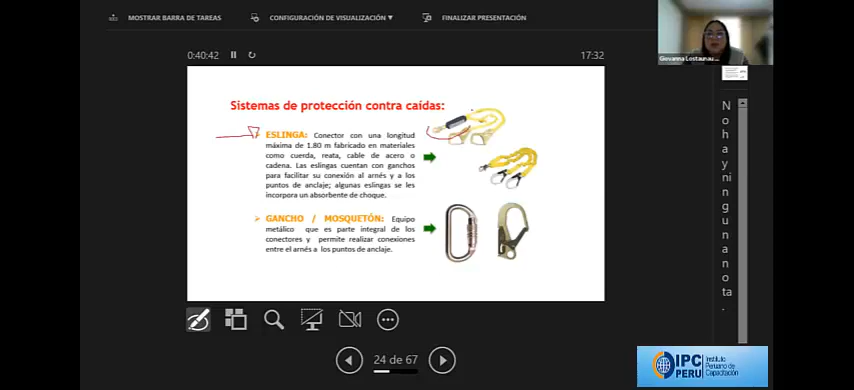 MOSTRAR BARRA DE TAREAS
CONFIGURACIÓN DE VISUALIZACIÓN ▼
FINALIZAR PRESENTACIÓN
0:40:42
17:32
Giovanna Lostaunau...
Sistemas de protección contra caídas:
➢ ESLINGA: Conector con una longitud
máxima de 1.80 m fabricado en materiales
como cuerda, reata, cable de acero o
cadena. Las eslingas cuentan con ganchos
para facilitar su conexión al arnés y a los
puntos de anclaje; algunas eslingas se les
incorpora un absorbente de choque.
➢ GANCHO / MOSQUETÓN: Equipo
metálico que es parte integral de los
conectores y permite realizar conexiones
entre el arnés a los puntos de anclaje.
N
o h
a y
ni
n
g
u
n
a n
o
ta
.
24 de 67
IPC
PERU
Instituto
Peruano de
Capacitación